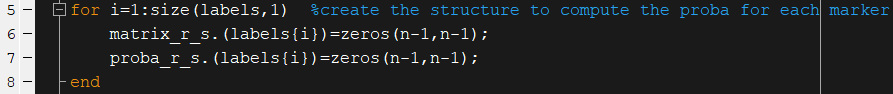 5 - for i=1:size(labels,1)  %create the structure to compute the proba for each marker
6 - matrix_r_s.(labels{i})=zeros(n-1,n-1);
7 - proba_r_s.(labels{i})=zeros(n-1,n-1);
8 - end